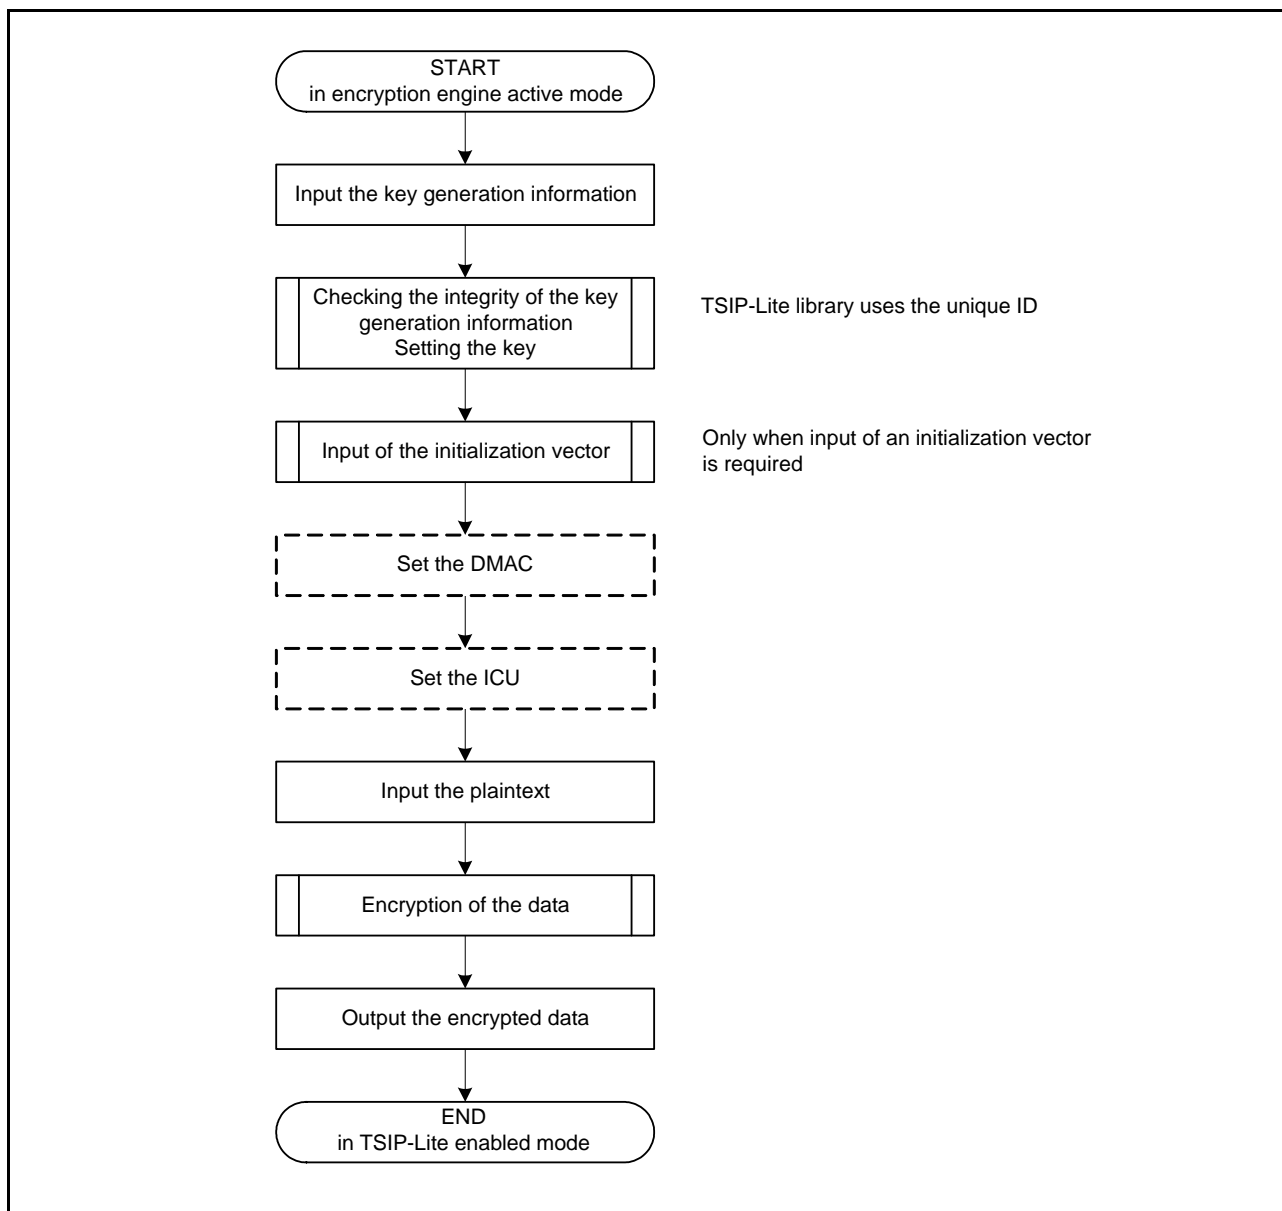 START
in encryption engine active mode
Input the key generation information
Checking the integrity of the key
generation information
Setting the key
TSIP-Lite library uses the unique ID
Input of the initialization vector
Only when input of an initialization vector
is required
Set the DMAC
Set the ICU
Input the plaintext
Encryption of the data
Output the encrypted data
END
in TSIP-Lite enabled mode